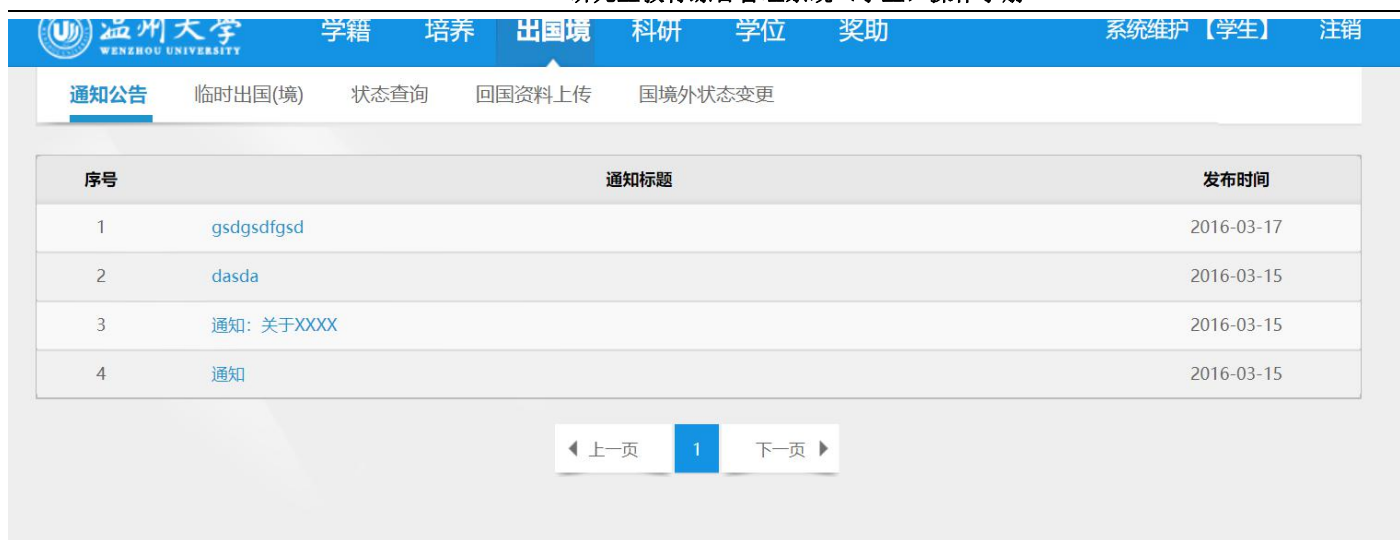 温州大学 学籍 培养 出国境 科研 学位 奖助 系统维护 【学生】 注销
WENZHOU UNIVERSITY
通知公告 临时出国(境) 状态查询 回国资料上传 国境外状态变更
序号 通知标题 发布时间
1 gsdgsdfgsd 2016-03-17
2 dasda 2016-03-15
3 通知：关于XXXX 2016-03-15
4 通知 2016-03-15
上一页 1 下一页